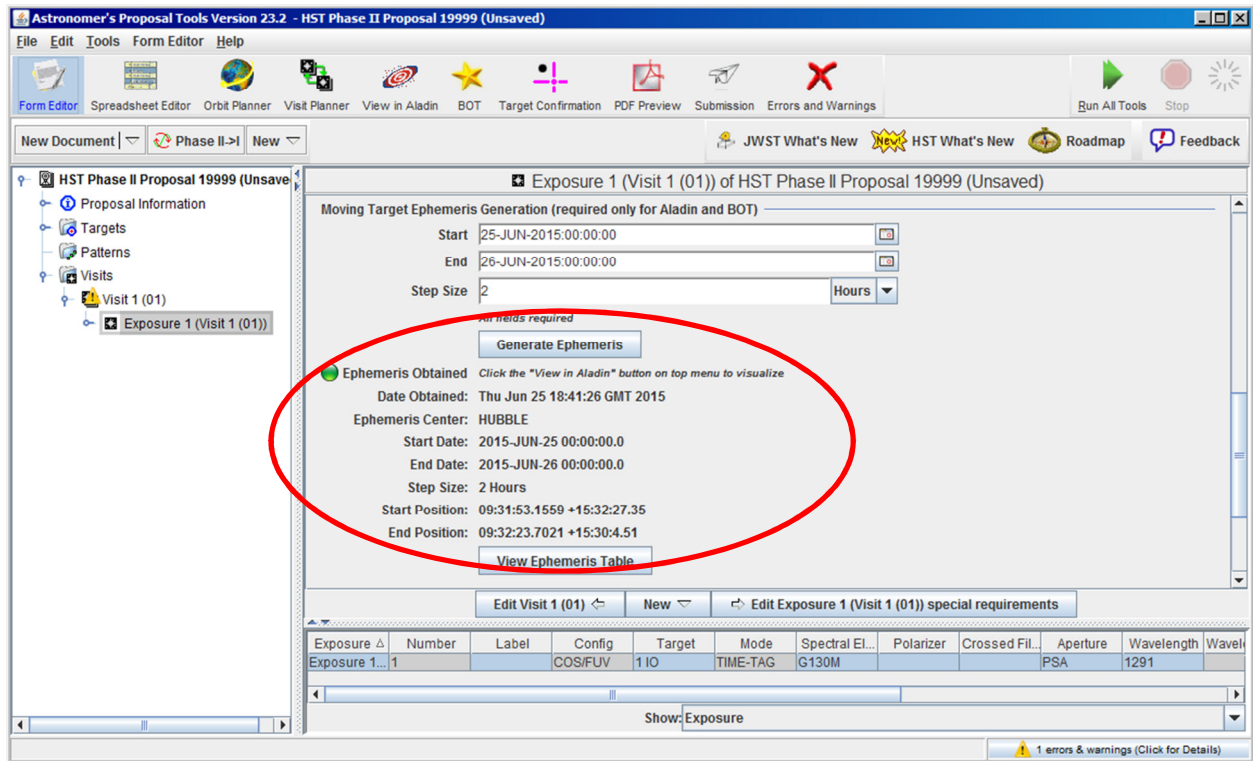 Astronomer's Proposal Tools Version 23.2 - HST Phase II Proposal 19999 (Unsaved)
File Edit Tools Form Editor Help
Form Editor Spreadsheet Editor Orbit Planner Visit Planner View in Aladin BOT Target Confirmation PDF Preview Submission Errors and Warnings Run All Tools Stop
New Document Phase II->I New JWST What's New New! HST What's New Roadmap Feedback
HST Phase II Proposal 19999 (Unsave
Proposal Information
Targets
Patterns
Visits
Visit 1 (01)
Exposure 1 (Visit 1 (01))
Exposure 1 (Visit 1 (01)) of HST Phase II Proposal 19999 (Unsaved)
Moving Target Ephemeris Generation (required only for Aladin and BOT)
Start 25-JUN-2015:00:00:00
End 26-JUN-2015:00:00:00
Step Size 2 Hours
All fields required
Generate Ephemeris
Ephemeris Obtained Click the "View in Aladin" button on top menu to visualize
Date Obtained: Thu Jun 25 18:41:26 GMT 2015
Ephemeris Center: HUBBLE
Start Date: 2015-JUN-25 00:00:00.0
End Date: 2015-JUN-26 00:00:00.0
Step Size: 2 Hours
Start Position: 09:31:53.1559 +15:32:27.35
End Position: 09:32:23.7021 +15:30:4.51
View Ephemeris Table
Edit Visit 1 (01) New Edit Exposure 1 (Visit 1 (01)) special requirements
Exposure Number Label Config Target Mode Spectral El... Polarizer Crossed Fil... Aperture Wavelength Wavel
Exposure 1... 1 COS/FUV 1 IO TIME-TAG G130M PSA 1291
Show: Exposure
1 errors & warnings (Click for Details)